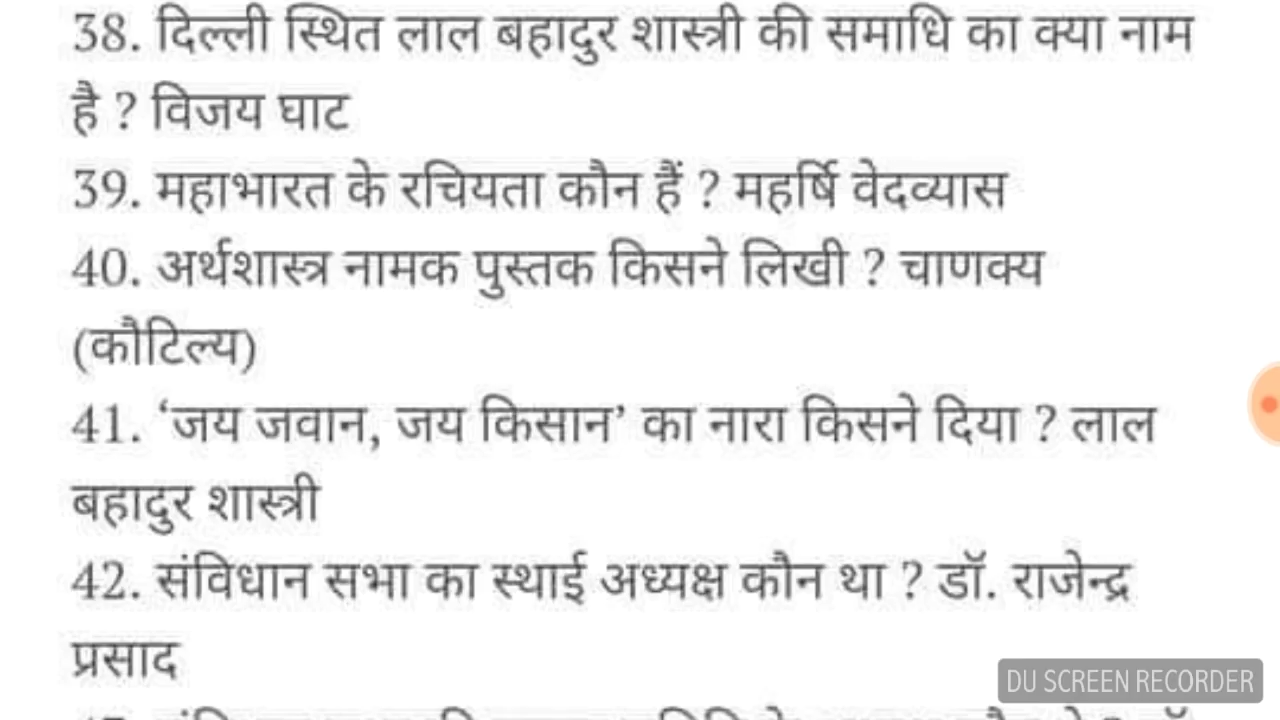 38. दिल्ली स्थित लाल बहादुर शास्त्री की समाधि का क्या नाम
है ? विजय घाट
39. महाभारत के रचियता कौन हैं ? महर्षि वेदव्यास
40. अर्थशास्त्र नामक पुस्तक किसने लिखी ? चाणक्य
(कौटिल्य)
41. ‘जय जवान, जय किसान’ का नारा किसने दिया ? लाल
बहादुर शास्त्री
42. संविधान सभा का स्थाई अध्यक्ष कौन था ? डॉ. राजेन्द्र
प्रसाद
DU SCREEN RECORDER